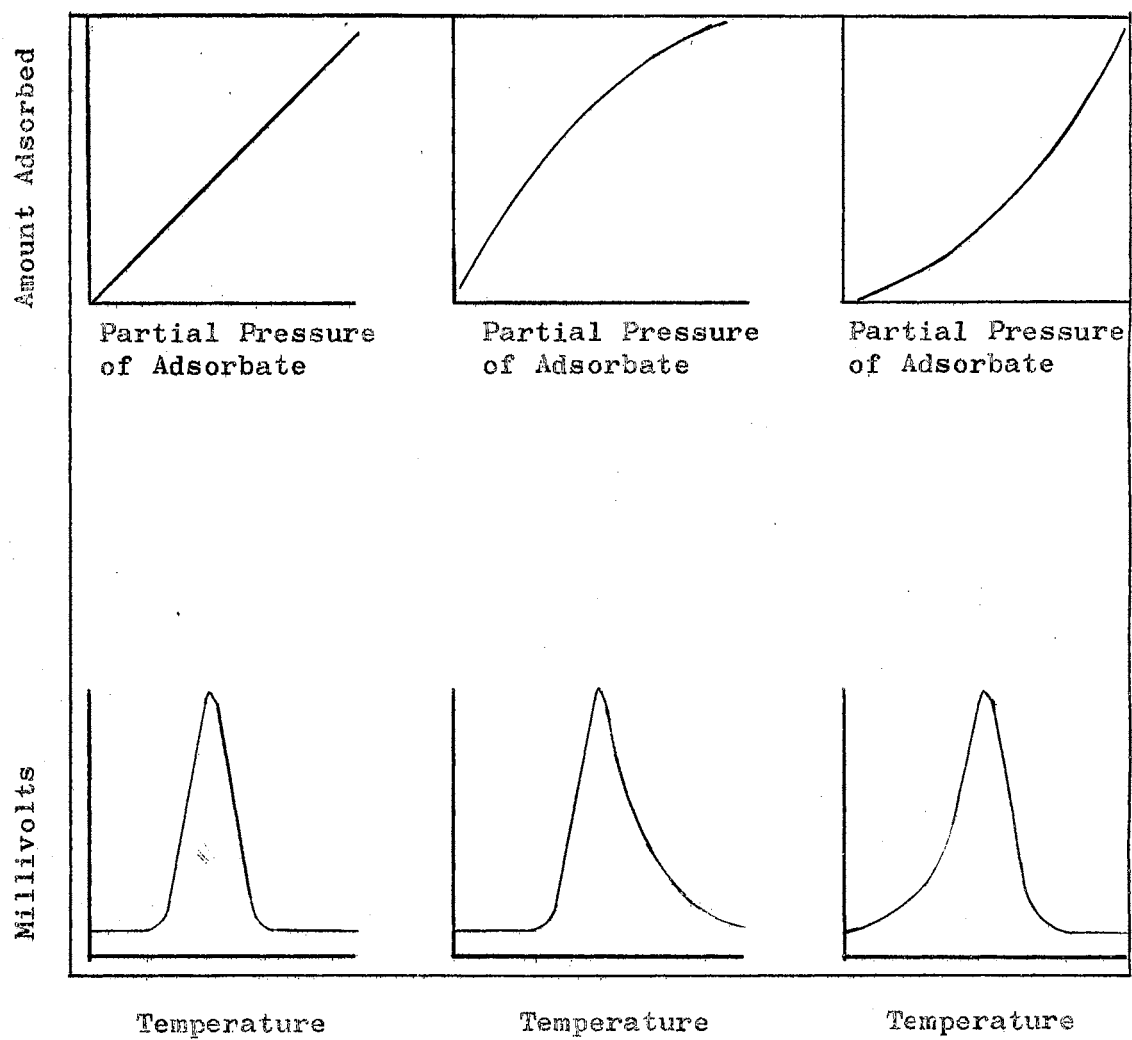 Amount Adsorbed
Partial Pressure
of Adsorbate
Partial Pressure
of Adsorbate
Partial Pressure
of Adsorbate
Millivolts
Temperature
Temperature
Temperature